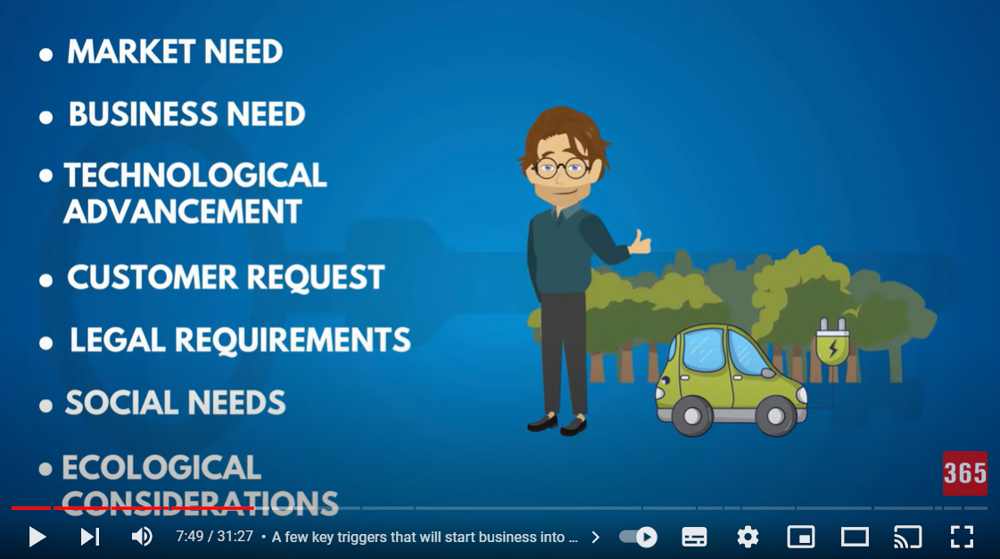 MARKET NEED
BUSINESS NEED
TECHNOLOGICAL
ADVANCEMENT
CUSTOMER REQUEST
LEGAL REQUIREMENTS
SOCIAL NEEDS
ECOLOGICAL
CONSIDERATIONS
365
7:49 / 31:27 • A few key triggers that will start business into ...